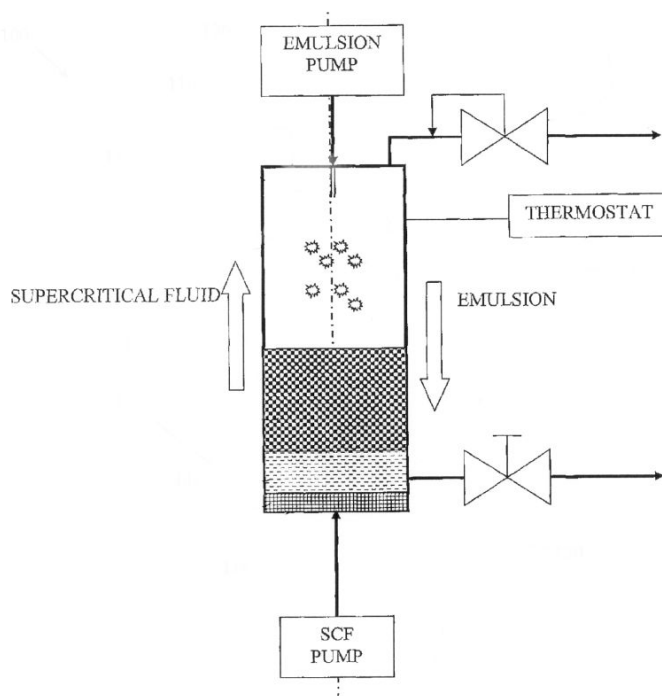 EMULSION
PUMP
THERMOSTAT
SUPERCRITICAL FLUID
EMULSION
SCF
PUMP